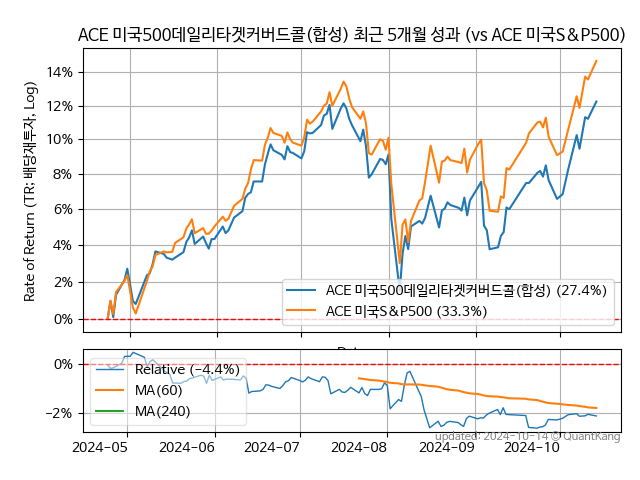 ACE 미국500데일리타겟커버드콜(합성) 최근 5개월 성과 (vs ACE 미국S&P500)
Rate of Return (TR: 배당재투자, Log)
14%
12%
10%
8%
6%
4%
2%
0%
ACE 미국500데일리타겟커버드콜(합성) (27.4%)
ACE 미국S&P500 (33.3%)
0%
−2%
Relative (−4.4%)
MA(60)
MA(240)
updated: 2024-10-14 © QuantKang
2024−05
2024−06
2024−07
2024−08
2024−09
2024−10